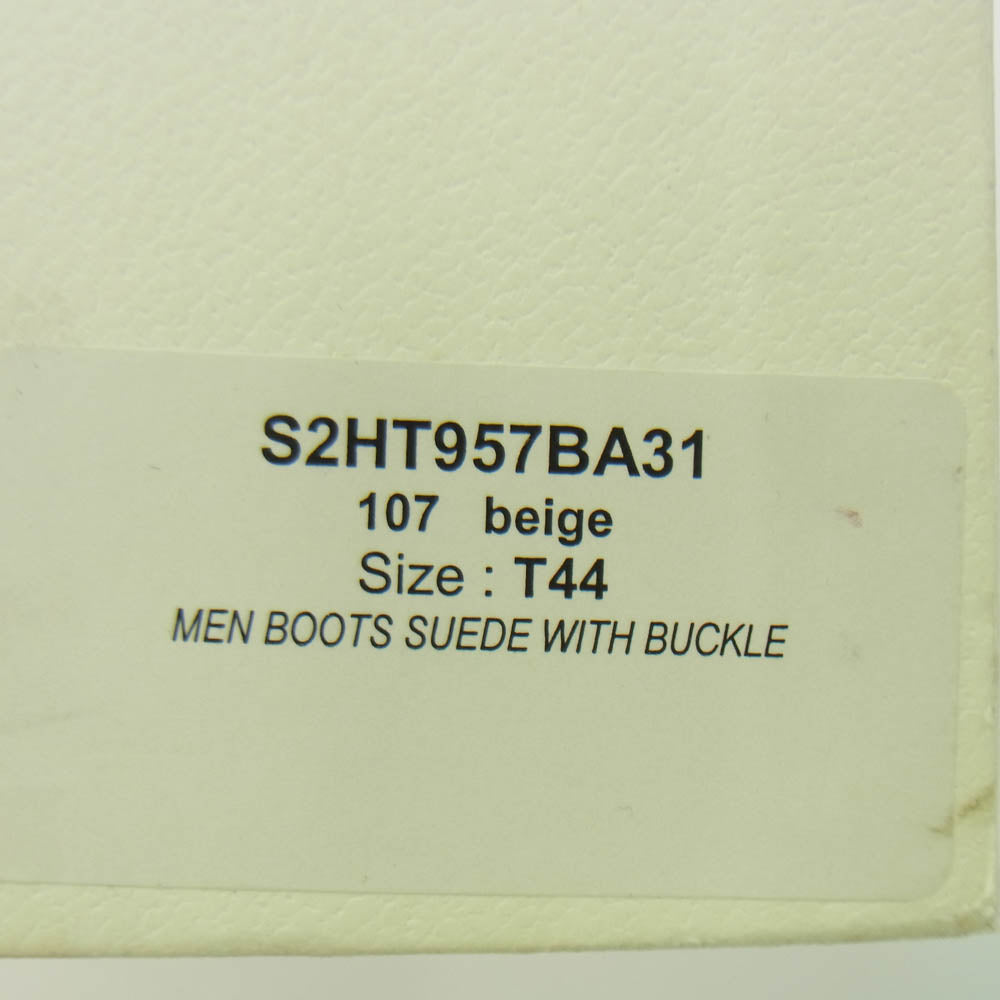 S2HT957BA31
107 beige
Size : T44
MEN BOOTS SUEDE WITH BUCKLE